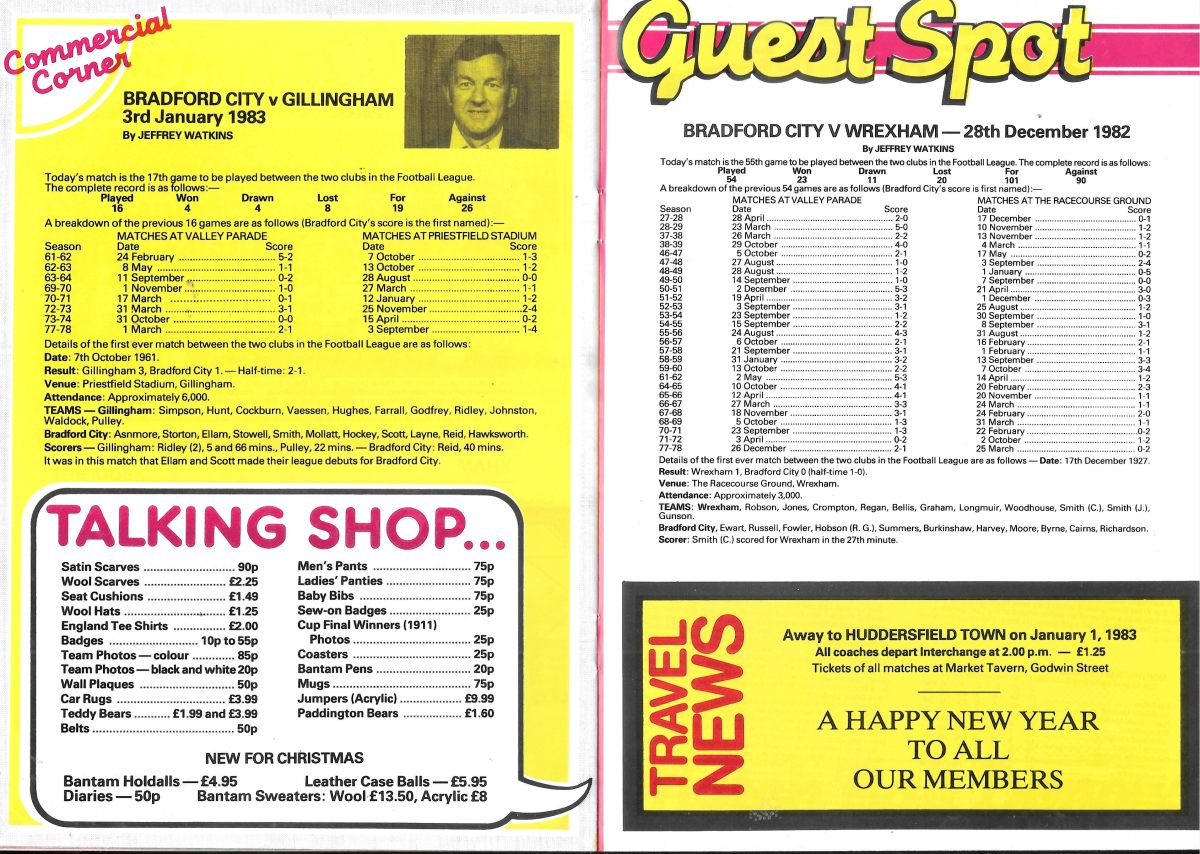 Commercial
Corner
BRADFORD CITY v GILLINGHAM
3rd January 1983
By JEFFREY WATKINS
Today's match is the 17th game to be played between the two clubs in the Football League.
The complete record is as follows:—
Played Won Drawn Lost For Against
16 4 4 8 19 26
A breakdown of the previous 16 games are as follows (Bradford City's score is the first named):—
MATCHES AT VALLEY PARADE MATCHES AT PRIESTFIELD STADIUM
Season Date Score Date Score
61-62 24 February 5-2 7 October 1-3
62-63 8 May 1-1 13 October 1-2
63-64 11 September 0-2 28 August 0-0
69-70 1 November 1-0 27 March 1-1
70-71 17 March 0-1 12 January 1-2
72-73 31 March 3-1 25 November 2-4
73-74 31 October 0-0 15 April 0-2
77-78 1 March 2-1 3 September 1-4
Details of the first ever match between the two clubs in the Football League are as follows:
Date: 7th October 1961.
Result: Gillingham 3, Bradford City 1. — Half-time: 2-1.
Venue: Priestfield Stadium, Gillingham.
Attendance: Approximately 6,000.
TEAMS — Gillingham: Simpson, Hunt, Cockburn, Vaessen, Hughes, Farrall, Godfrey, Ridley, Johnston,
Waldock, Pulley.
Bradford City: Asnmore, Storton, Ellam, Stowell, Smith, Mollatt, Hockey, Scott, Layne, Reid, Hawksworth.
Scorers — Gillingham: Ridley (2), 5 and 66 mins., Pulley, 22 mins. — Bradford City: Reid, 40 mins.
It was in this match that Ellam and Scott made their league debuts for Bradford City.
TALKING SHOP...
Satin Scarves 90p
Wool Scarves £2.25
Seat Cushions £1.49
Wool Hats £1.25
England Tee Shirts £2.00
Badges 10p to 55p
Team Photos — colour 85p
Team Photos — black and white 20p
Wall Plaques 50p
Car Rugs £3.99
Teddy Bears £1.99 and £3.99
Belts 50p
Men's Pants 75p
Ladies' Panties 75p
Baby Bibs 75p
Sew-on Badges 25p
Cup Final Winners (1911)
Photos 25p
Coasters 25p
Bantam Pens 20p
Mugs 75p
Jumpers (Acrylic) £9.99
Paddington Bears £1.60
NEW FOR CHRISTMAS
Bantam Holdalls — £4.95 Leather Case Balls — £5.95
Diaries — 50p Bantam Sweaters: Wool £13.50, Acrylic £8
Guest Spot
BRADFORD CITY V WREXHAM — 28th December 1982
By JEFFREY WATKINS
Today's match is the 55th game to be played between the two clubs in the Football League. The complete record is as follows:
Played Won Drawn Lost For Against
54 23 11 20 101 90
A breakdown of the previous 54 games are as follows (Bradford City's score is first named):—
MATCHES AT VALLEY PARADE MATCHES AT THE RACECOURSE GROUND
Season Date Score Date Score
27-28 28 April 2-0 17 December 0-1
28-29 23 March 5-0 10 November 1-2
37-38 26 March 2-2 13 November 1-2
38-39 29 October 4-0 4 March 1-1
46-47 5 October 2-1 17 May 0-2
47-48 27 August 1-0 3 September 2-4
48-49 28 August 1-2 1 January 0-5
49-50 14 September 1-0 7 September 0-0
50-51 2 December 5-3 21 April 3-0
51-52 19 April 3-2 1 December 0-3
52-53 3 September 3-1 25 August 1-2
53-54 23 September 1-2 30 September 1-0
54-55 15 September 2-2 8 September 3-1
55-56 24 August 4-3 31 August 1-2
56-57 6 October 2-1 16 February 2-1
57-58 21 September 3-1 1 February 1-1
58-59 31 January 3-2 13 September 3-3
59-60 13 October 2-2 7 October 3-4
61-62 2 May 5-3 14 April 1-2
64-65 10 October 4-1 20 February 2-3
65-66 12 April 4-1 20 November 1-1
66-67 27 March 3-3 24 March 1-1
67-68 18 November 3-1 24 February 2-0
68-69 5 October 1-3 31 March 1-1
70-71 23 September 1-3 22 February 0-2
71-72 3 April 0-2 2 October 1-2
77-78 26 December 2-1 25 March 0-2
Details of the first ever match between the two clubs in the Football League are as follows — Date: 17th December 1927.
Result: Wrexham 1, Bradford City 0 (half-time 1-0).
Venue: The Racecourse Ground, Wrexham.
Attendance: Approximately 3,000.
TEAMS: Wrexham, Robson, Jones, Crompton, Regan, Bellis, Graham, Longmuir, Woodhouse, Smith (C.), Smith (J.),
Gunson.
Bradford City, Ewart, Russell, Fowler, Hobson (R. G.), Summers, Burkinshaw, Harvey, Moore, Byrne, Cairns, Richardson.
Scorer: Smith (C.) scored for Wrexham in the 27th minute.
TRAVEL
NEWS
Away to HUDDERSFIELD TOWN on January 1, 1983
All coaches depart Interchange at 2.00 p.m. — £1.25
Tickets of all matches at Market Tavern, Godwin Street
A HAPPY NEW YEAR
TO ALL
OUR MEMBERS